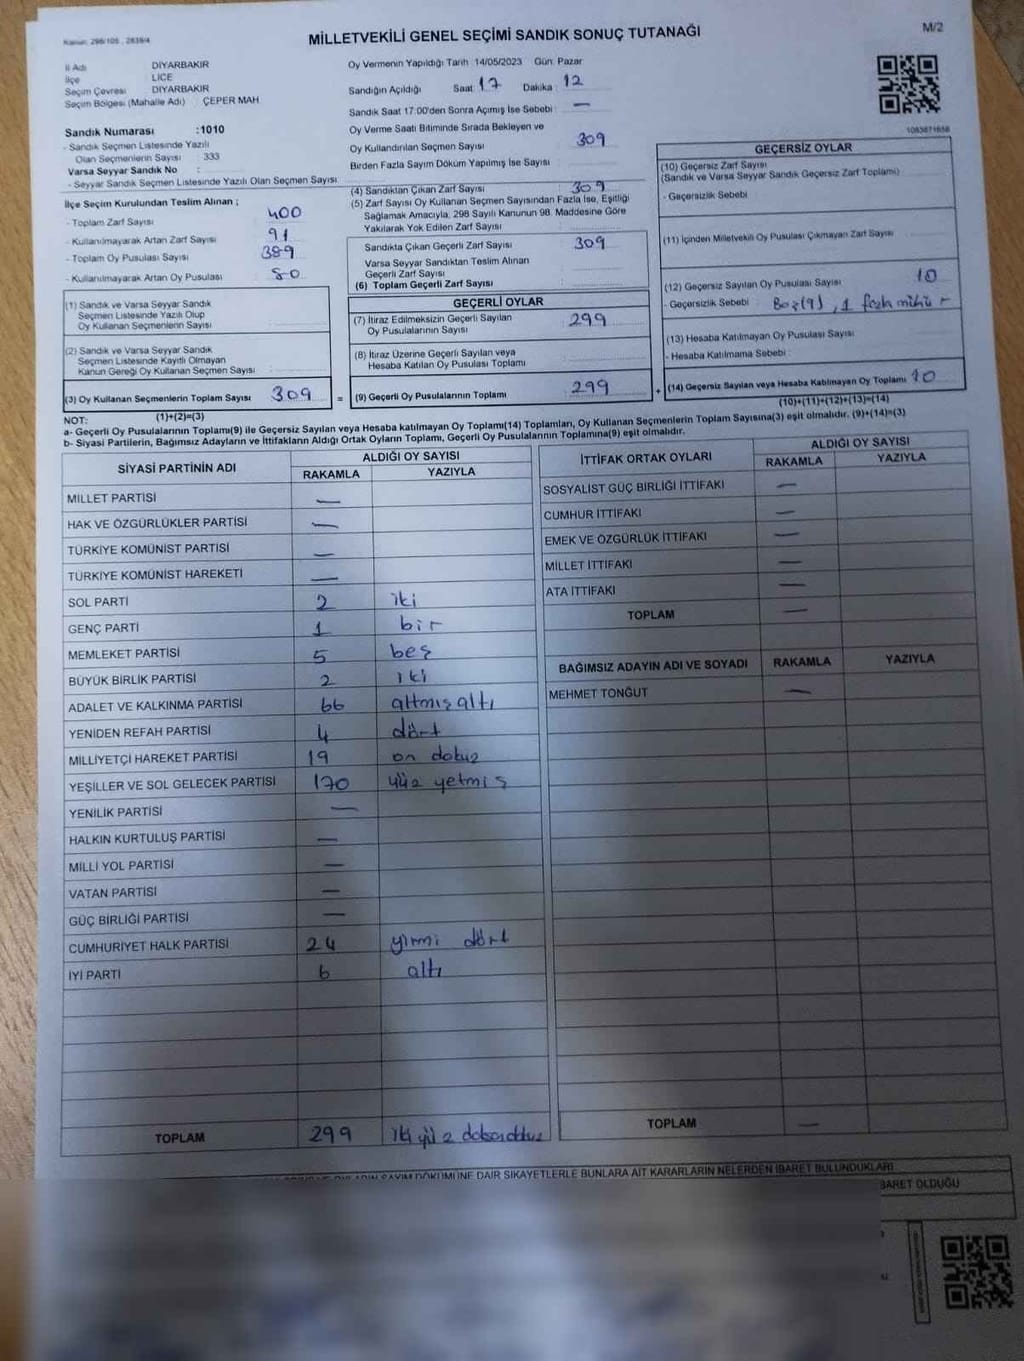 Kanun: 298/105 , 2839/4
MİLLETVEKİLİ GENEL SEÇİMİ SANDIK SONUÇ TUTANAĞI
M/2
İl Adı DİYARBAKIR
İlçe LİCE
Seçim Çevresi DİYARBAKIR
Seçim Bölgesi (Mahalle Adı) ÇEPER MAH
Sandık Numarası :1010
- Sandık Seçmen Listesinde Yazılı
Olan Seçmenlerin Sayısı : 333
Varsa Seyyar Sandık No :
- Seyyar Sandık Seçmen Listesinde Yazılı Olan Seçmen Sayısı
İlçe Seçim Kurulundan Teslim Alınan ;
- Toplam Zarf Sayısı 400
- Kullanılmayarak Artan Zarf Sayısı 91
- Toplam Oy Pusulası Sayısı 389
- Kullanılmayarak Artan Oy Pusulası 80
(1) Sandık ve Varsa Seyyar Sandık
Seçmen Listesinde Yazılı Olup
Oy Kullanan Seçmenlerin Sayısı
(2) Sandık ve Varsa Seyyar Sandık
Seçmen Listesinde Kayıtlı Olmayan
Kanun Gereği Oy Kullanan Seçmen Sayısı
(3) Oy Kullanan Seçmenlerin Toplam Sayısı 309 =
Oy Vermenin Yapıldığı Tarih 14/05/2023 Gün Pazar
Sandığın Açıldığı Saat : 17 Dakika : 12
Sandık Saat 17:00'den Sonra Açımış İse Sebebi : —
Oy Verme Saati Bitiminde Sırada Bekleyen ve
Oy Kullandırılan Seçmen Sayısı : 309
Birden Fazla Sayım Döküm Yapılmış İse Sayısı
(4) Sandıktan Çıkan Zarf Sayısı : 309
(5) Zarf Sayısı Oy Kullanan Seçmen Sayısından Fazla İse, Eşitliği
Sağlamak Amacıyla, 298 Sayılı Kanunun 98. Maddesine Göre
Yakılarak Yok Edilen Zarf Sayısı :
Sandıkta Çıkan Geçerli Zarf Sayısı : 309
Varsa Seyyar Sandıktan Teslim Alınan
Geçerli Zarf Sayısı
(6) Toplam Geçerli Zarf Sayısı :
GEÇERLİ OYLAR
(7) İtiraz Edilmeksizin Geçerli Sayılan
Oy Pusulalarının Sayısı : 299
(8) İtiraz Üzerine Geçerli Sayılan veya
Hesaba Katılan Oy Pusulası Toplamı
(9) Geçerli Oy Pusulalarının Toplamı : 299 +
1083871658
GEÇERSİZ OYLAR
(10) Geçersiz Zarf Sayısı
(Sandık ve Varsa Seyyar Sandık Geçersiz Zarf Toplamı)
- Geçersizlik Sebebi
(11) İçinden Milletvekili Oy Pusulası Çıkmayan Zarf Sayısı
(12) Geçersiz Sayılan Oy Pusulası Sayısı : 10
- Geçersizlik Sebebi : Boş(9) , 1 fazla mühür
(13) Hesaba Katılmayan Oy Pusulası Sayısı
- Hesaba Katılmama Sebebi :
(14) Geçersiz Sayılan veya Hesaba Katılmayan Oy Toplamı 10
(10)+(11)+(12)+(13)=(14)
NOT: (1)+(2)=(3)
a- Geçerli Oy Pusulalarının Toplamı(9) ile Geçersiz Sayılan veya Hesaba katılmayan Oy Toplamı(14) Toplamları, Oy Kullanan Seçmenlerin Toplam Sayısına(3) eşit olmalıdır. (9)+(14)=(3)
b- Siyasi Partilerin, Bağımsız Adayların ve İttifakların Aldığı Ortak Oyların Toplamı, Geçerli Oy Pusulalarının Toplamına(9) eşit olmalıdır.
SİYASİ PARTİNİN ADI ALDIĞI OY SAYISI
RAKAMLA YAZIYLA
MİLLET PARTİSİ —
HAK VE ÖZGÜRLÜKLER PARTİSİ —
TÜRKİYE KOMÜNİST PARTİSİ —
TÜRKİYE KOMÜNİST HAREKETİ —
SOL PARTİ 2 iki
GENÇ PARTİ 1 bir
MEMLEKET PARTİSİ 5 beş
BÜYÜK BİRLİK PARTİSİ 2 iki
ADALET VE KALKINMA PARTİSİ 66 altmışaltı
YENİDEN REFAH PARTİSİ 4 dört
MİLLİYETÇİ HAREKET PARTİSİ 19 on dokuz
YEŞİLLER VE SOL GELECEK PARTİSİ 170 yüz yetmiş
YENİLİK PARTİSİ —
HALKIN KURTULUŞ PARTİSİ —
MİLLİ YOL PARTİSİ —
VATAN PARTİSİ —
GÜÇ BİRLİĞİ PARTİSİ —
CUMHURİYET HALK PARTİSİ 24 yirmi dört
İYİ PARTİ 6 altı
TOPLAM 299 iki yüz
İTTİFAK ORTAK OYLARI ALDIĞI OY SAYISI
RAKAMLA YAZIYLA
SOSYALİST GÜÇ BİRLİĞİ İTTİFAKI —
CUMHUR İTTİFAKI —
EMEK VE ÖZGÜRLÜK İTTİFAKI —
MİLLET İTTİFAKI —
ATA İTTİFAKI —
TOPLAM —
BAĞIMSIZ ADAYIN ADI VE SOYADI RAKAMLA YAZIYLA
MEHMET TONĞUT —
TOPLAM —
SAYIM DÖKÜMÜNE DAİR ŞİKAYETLERLE BUNLARA AİT KARARLARIN NELERDEN İBARET BULUNDUKLARI
BARET OLDUĞU